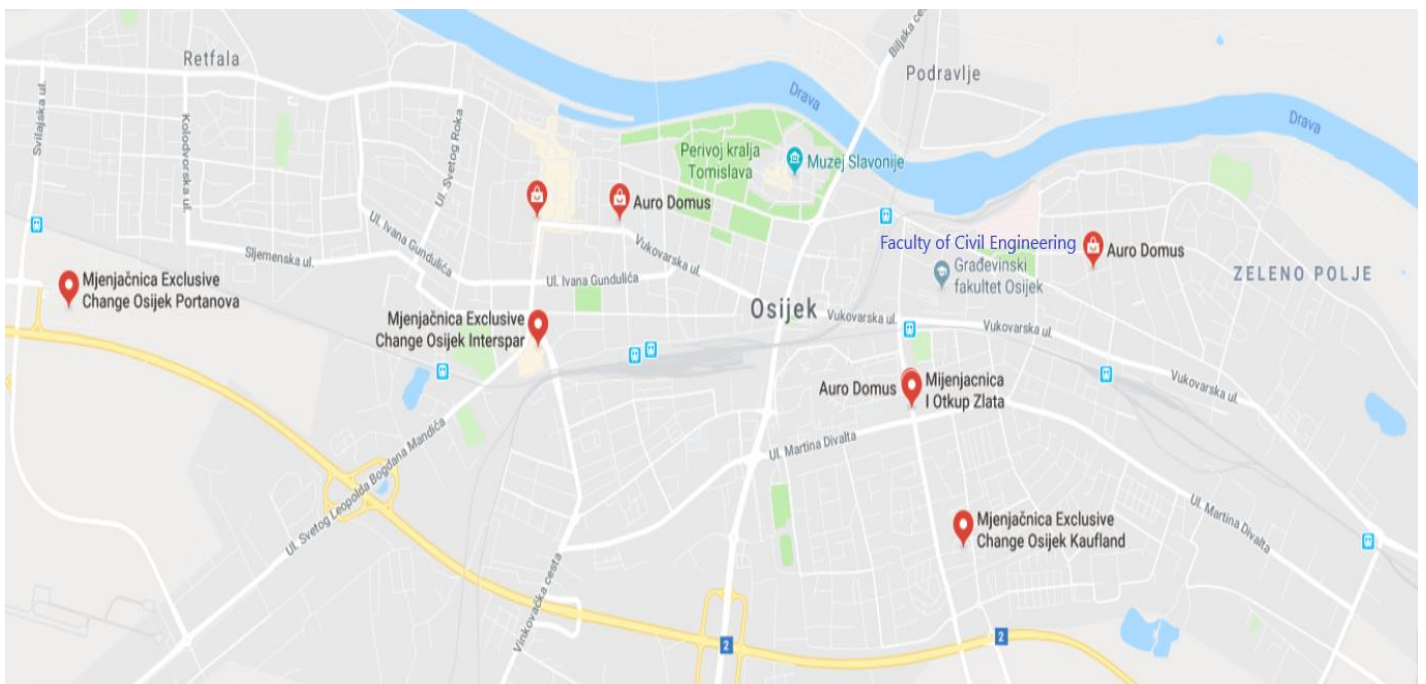 Retfala
Svilajska ul.
Kolodvorska ul.
Ul. Svetog Roka
Biljska cesta
Podravlje
Drava
Drava
Perivoj kralja
Tomislava
Muzej Slavonije
Auro Domus
Vukovarska ul.
Ul. Ivana Gundulića
Sljemenska ul.
Ul. Ivana Gundulića
Faculty of Civil Engineering
Građevinski
fakultet Osijek
Auro Domus
ZELENO POLJE
Mjenjačnica Exclusive
Change Osijek Portanova
Mjenjačnica Exclusive
Change Osijek Interspar
Osijek
Vukovarska ul.
Vukovarska ul.
Vukovarska ul.
Auro Domus
Mijenjacnica
I Otkup Zlata
Ul. Martina Divalta
Ul. Svetog Leopolda Bogdana Mandića
Mjenjačnica Exclusive
Change Osijek Kaufland
Ul. Martina Divalta
Vinkovačka cesta
2
2